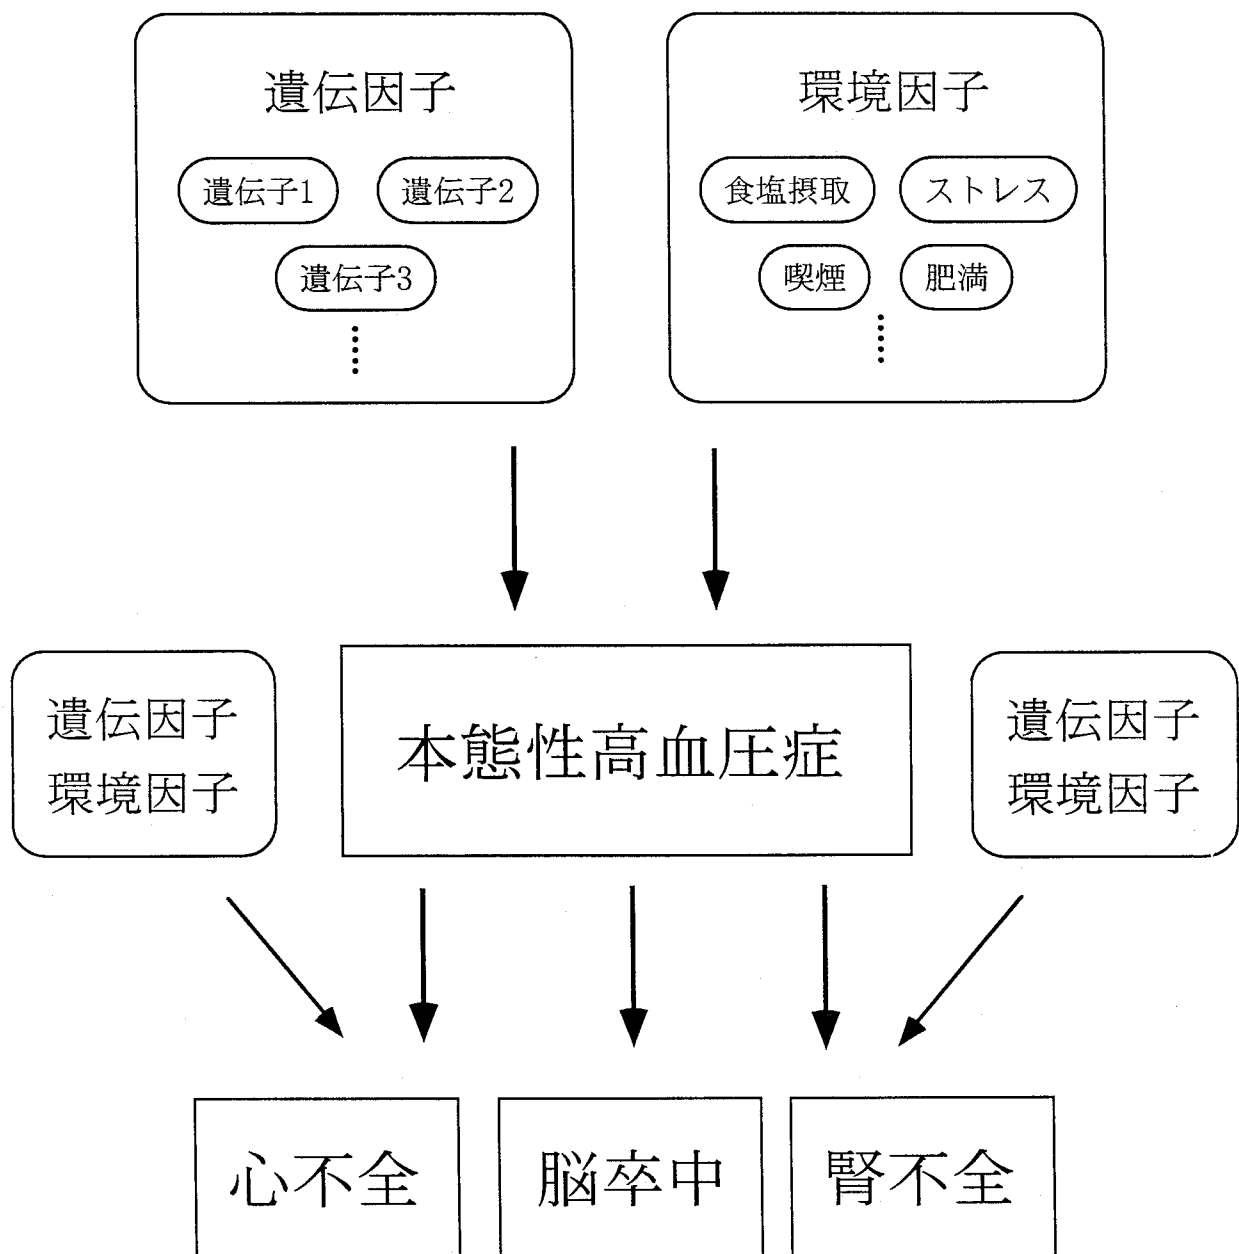 遺伝因子
遺伝子1
遺伝子2
遺伝子3
環境因子
食塩摂取
ストレス
喫煙
肥満
遺伝因子
環境因子
本態性高血圧症
遺伝因子
環境因子
心不全
脳卒中
腎不全